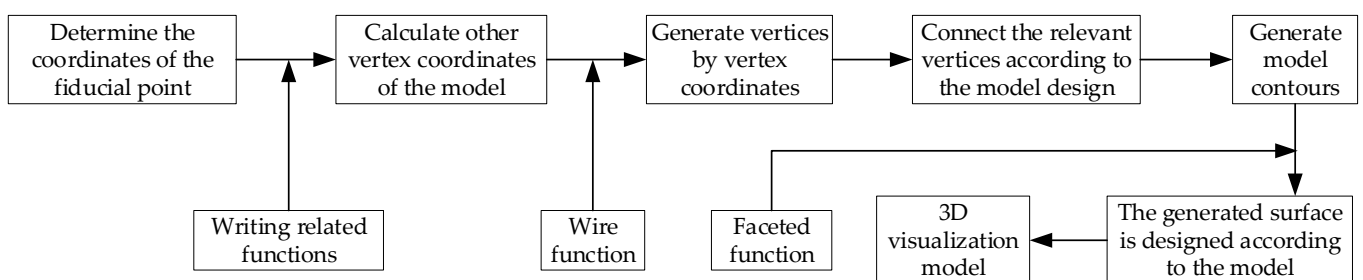 Determine the
coordinates of the
fiducial point
Calculate other
vertex coordinates
of the model
Generate vertices
by vertex
coordinates
Connect the relevant
vertices according to
the model design
Generate
model
contours
Writing related
functions
Wire
function
Faceted
function
3D
visualization
model
The generated surface
is designed according
to the model